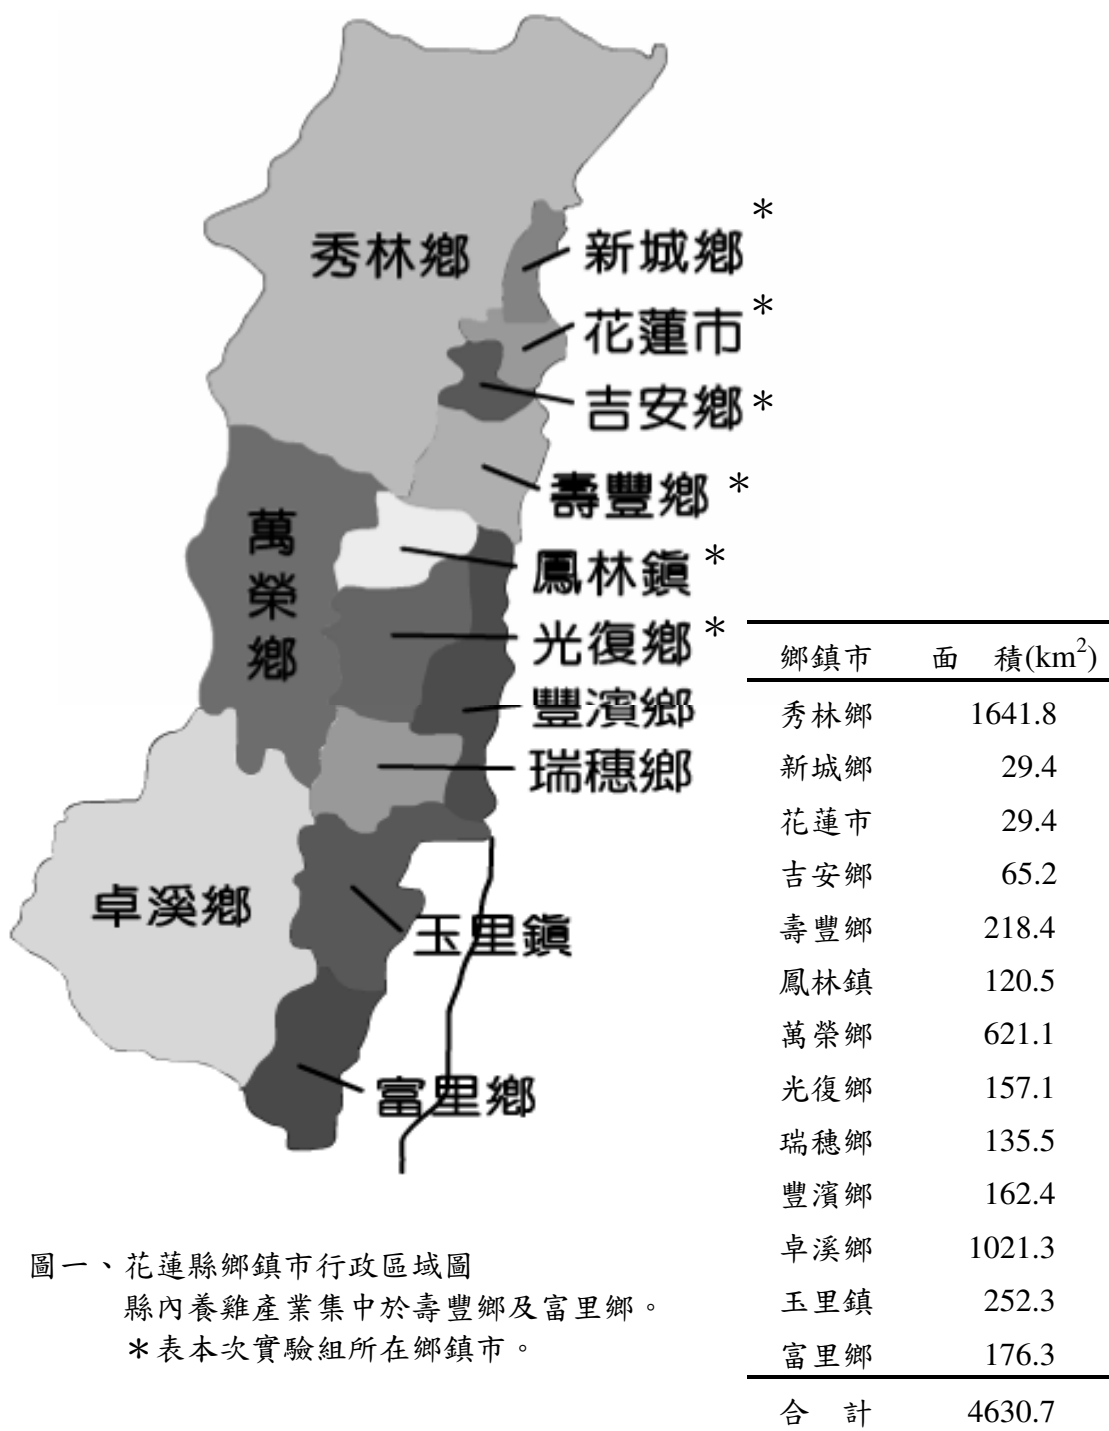 秀林鄉
新城鄉*
花蓮市*
吉安鄉*
壽豐鄉*
鳳林鎮*
光復鄉*
豐濱鄉
瑞穗鄉
萬榮鄉
卓溪鄉
玉里鎮
富里鄉
鄉鎮市 面 積(km²)
秀林鄉 1641.8
新城鄉 29.4
花蓮市 29.4
吉安鄉 65.2
壽豐鄉 218.4
鳳林鎮 120.5
萬榮鄉 621.1
光復鄉 157.1
瑞穗鄉 135.5
豐濱鄉 162.4
卓溪鄉 1021.3
玉里鎮 252.3
富里鄉 176.3
合 計 4630.7
圖一、花蓮縣鄉鎮市行政區域圖
縣內養雞產業集中於壽豐鄉及富里鄉。
*表本次實驗組所在鄉鎮市。